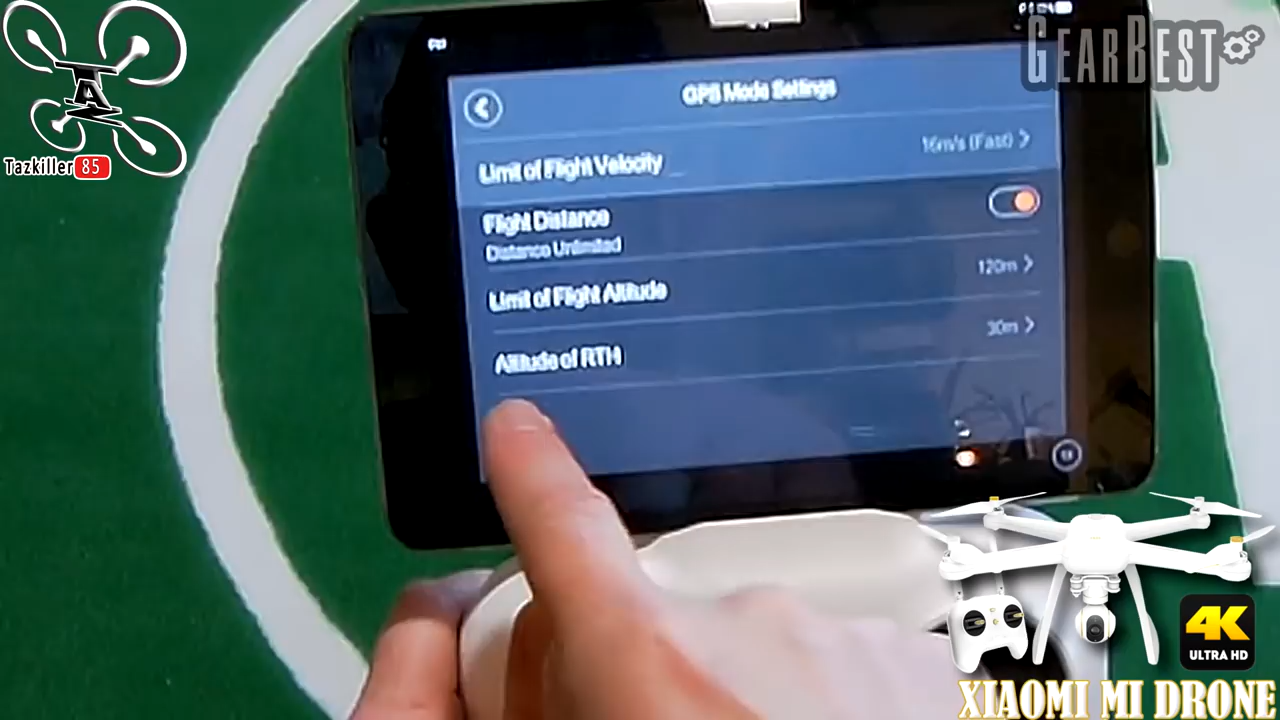 GEARBEST
A
Tazkiller 85
GPS Mode Settings
Limit of Flight Velocity
16m/s (Fast)
Flight Distance
Distance Unlimited
Limit of Flight Altitude
120m
Altitude of RTH
30m
4K
ULTRA HD
XIAOMI MI DRONE